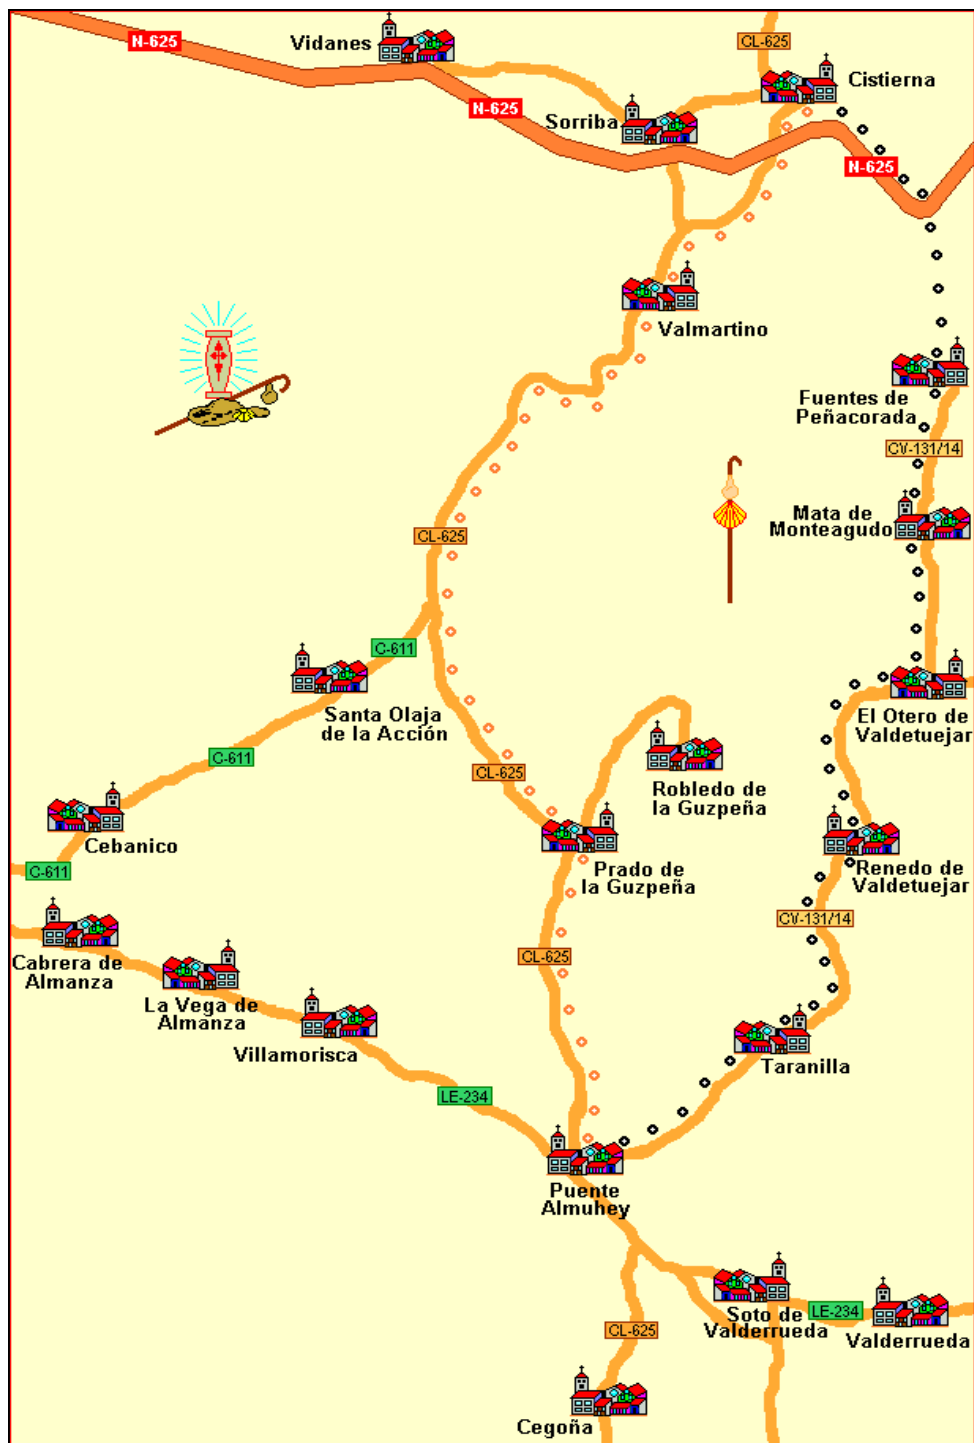 N-625
Vidanes
CL-625
Cistierna
N-625
Sorriba
N-625
Valmartino
Fuentes de
Peñacorada
CV-131/14
Mata de
Monteagudo
CL-625
C-611
Santa Olaja
de la Acción
El Otero de
Valdetuejar
C-611
CL-625
Robledo de
la Guzpeña
Cebanico
Prado de
la Guzpeña
Renedo de
Valdetuejar
C-611
CV-131/14
Cabrera de
Almanza
CL-625
La Vega de
Almanza
Villamorisca
Taranilla
LE-234
Puente
Almuhey
Soto de
Valderrueda
LE-234
Valderrueda
CL-625
Cegoña